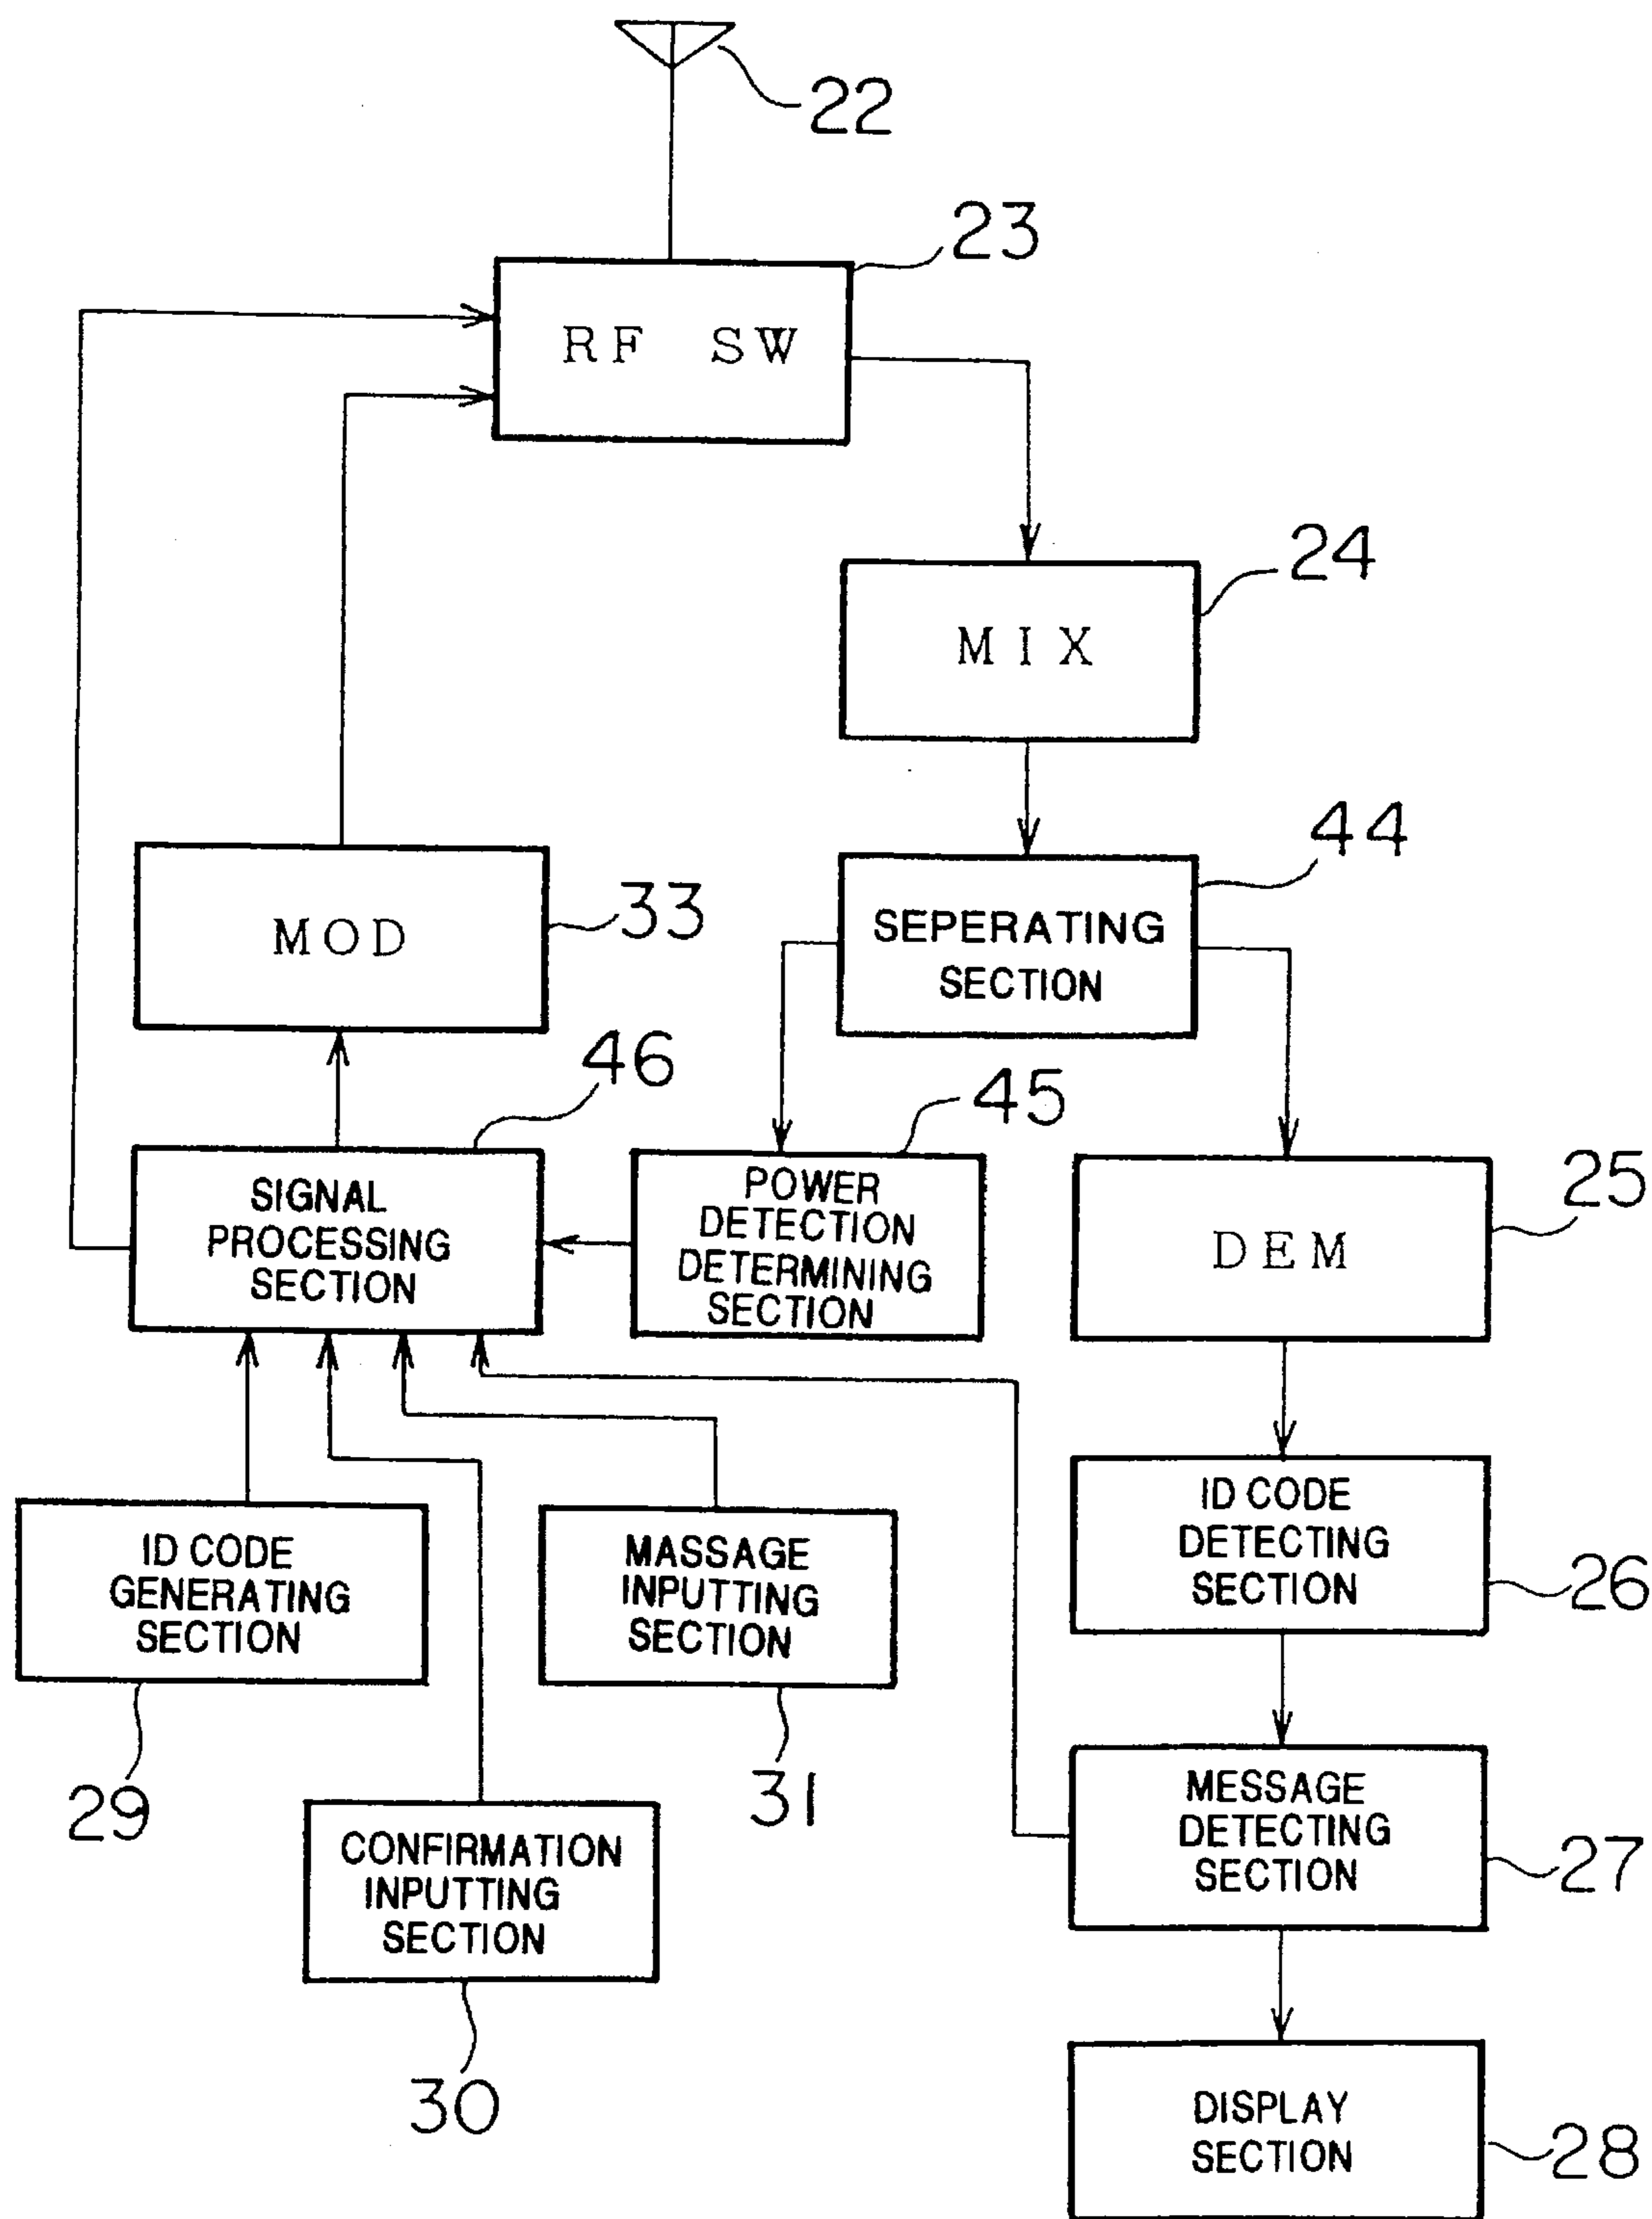 22
23
RF SW
24
MIX
44
SEPERATING
SECTION
MOD
33
46
SIGNAL
PROCESSING
SECTION
45
POWER
DETECTION
DETERMINING
SECTION
25
DEM
ID CODE
GENERATING
SECTION
29
MASSAGE
INPUTTING
SECTION
31
ID CODE
DETECTING
SECTION
26
CONFIRMATION
INPUTTING
SECTION
30
MESSAGE
DETECTING
SECTION
27
DISPLAY
SECTION
28